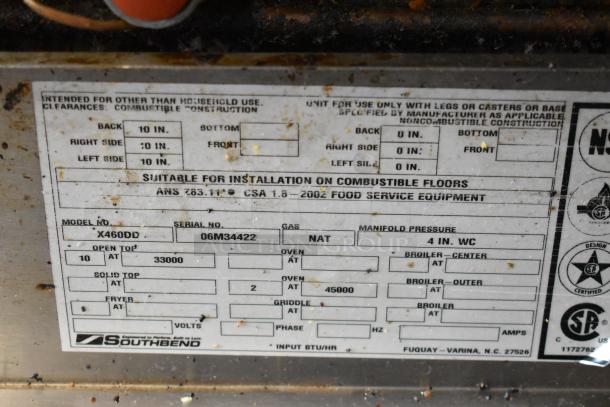 INTENDED FOR OTHER THAN HOUSEHOLD USE.
CLEARANCES: COMBUSTIBLE CONSTRUCTION
BACK 10 IN. BOTTOM
RIGHT SIDE 10 IN. FRONT
LEFT SIDE 10 IN.
UNIT FOR USE ONLY WITH LEGS OR CASTERS OR BASE
SPECIFIED BY MANUFACTURER AS APPLICABLE.
NONCOMBUSTIBLE CONSTRUCTION
BACK 0 IN. BOTTOM
RIGHT SIDE 0 IN. FRONT
LEFT SIDE 0 IN.
SUITABLE FOR INSTALLATION ON COMBUSTIBLE FLOORS
ANS Z83.11 CSA 1.8-2002 FOOD SERVICE EQUIPMENT
MODEL NO. SERIAL NO. GAS MANIFOLD PRESSURE
X460DD 06M34422 NAT 4 IN. WC
OPEN TOP OVEN BROILER-CENTER
10 AT 33000 AT AT
SOLID TOP OVEN BROILER-OUTER
AT 2 AT 45000 AT
FRYER GRIDDLE BROILER
AT AT AT
VOLTS PHASE HZ AMPS
SOUTHBEND INPUT BTU/HR FUQUAY-VARINA, N.C. 27526
NS
CERTIFIED
C US